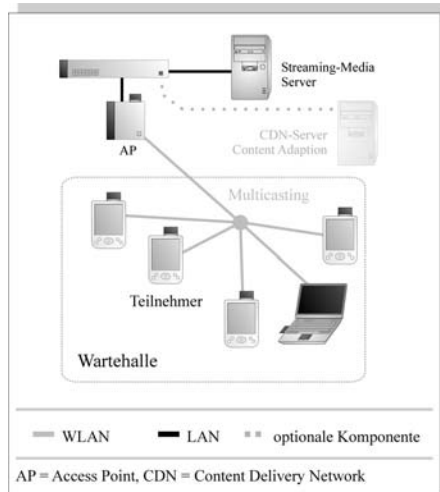 Streaming-Media
Server
CDN-Server
Content Adaption
AP
Multicasting
Teilnehmer
Wartehalle
WLAN
LAN
optionale Komponente
AP = Access Point, CDN = Content Delivery Network